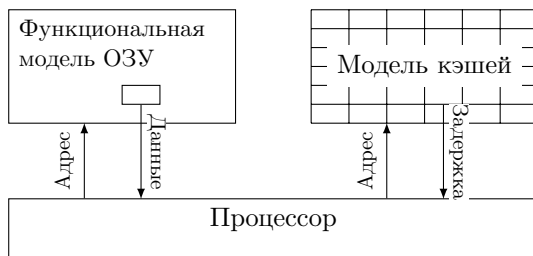 Функциональная
модель ОЗУ
Модель кэшей
Адрес
Данные
Адрес
Задержка
Процессор